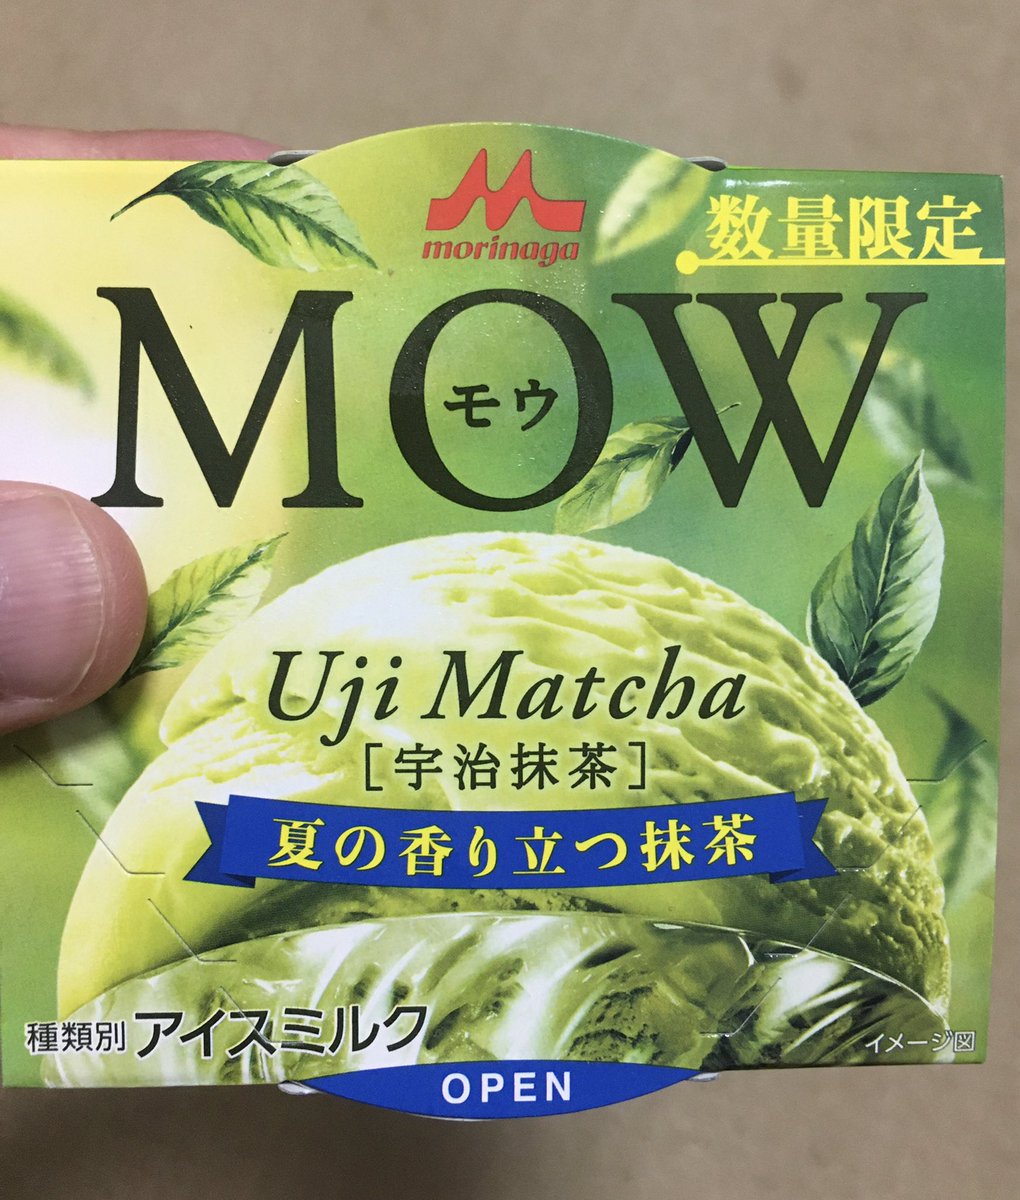 morinaga
数量限定
MOW
モウ
Uji Matcha
[宇治抹茶]
夏の香り立つ抹茶
種類別 アイスミルク
イメージ図
OPEN